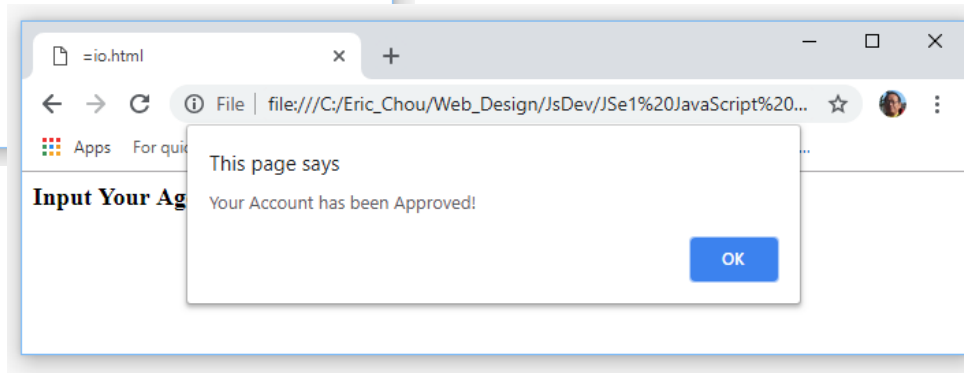 =io.html
File file:///C:/Eric_Chou/Web_Design/JsDev/JSe1%20JavaScript%20...
Apps For quic
...
This page says
Input Your Ag
Your Account has been Approved!
OK